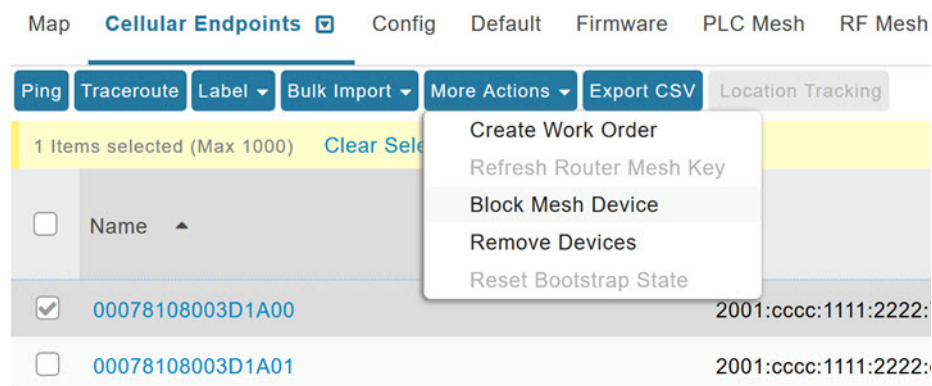 Map Cellular Endpoints Config Default Firmware PLC Mesh RF Mesh
Ping Traceroute Label Bulk Import More Actions Export CSV Location Tracking
1 Items selected (Max 1000) Clear Sele
Create Work Order
Refresh Router Mesh Key
Block Mesh Device
Remove Devices
Reset Bootstrap State
Name
00078108003D1A00 2001:cccc:1111:2222:
00078108003D1A01 2001:cccc:1111:2222: